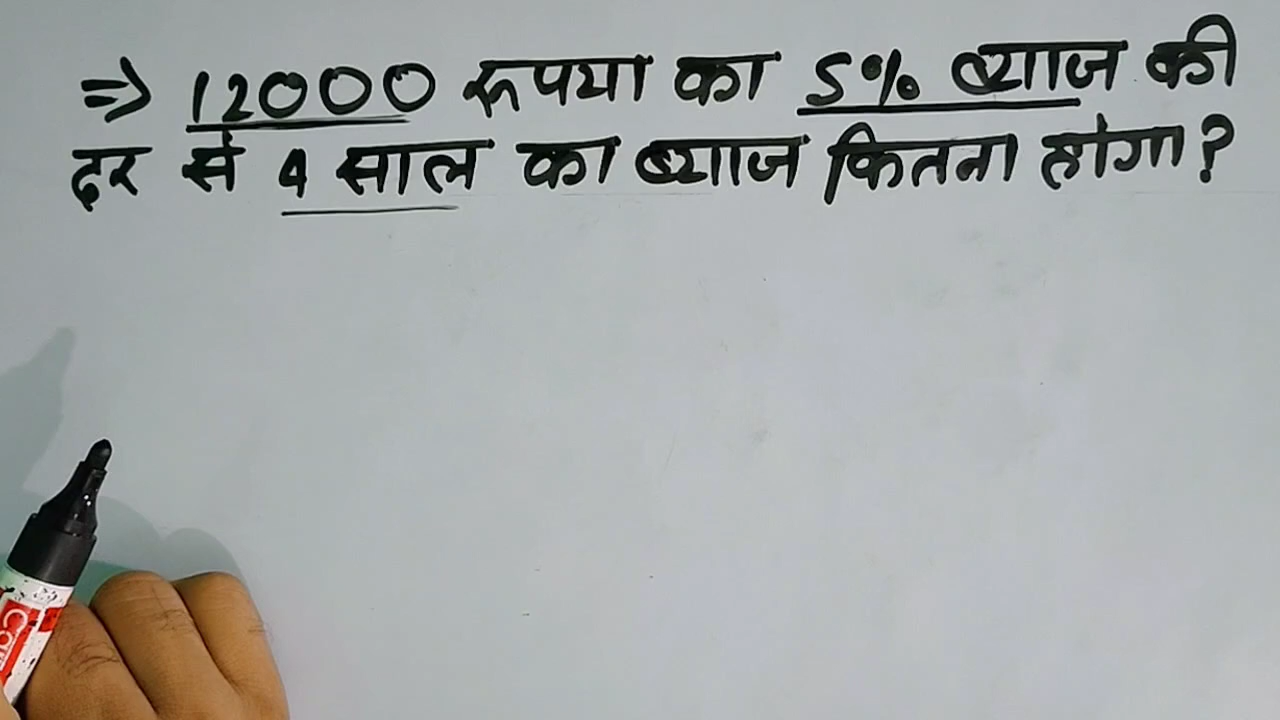 => 12000 रूपया का 5% ब्याज की
दर से 4 साल का ब्याज कितना होगा?